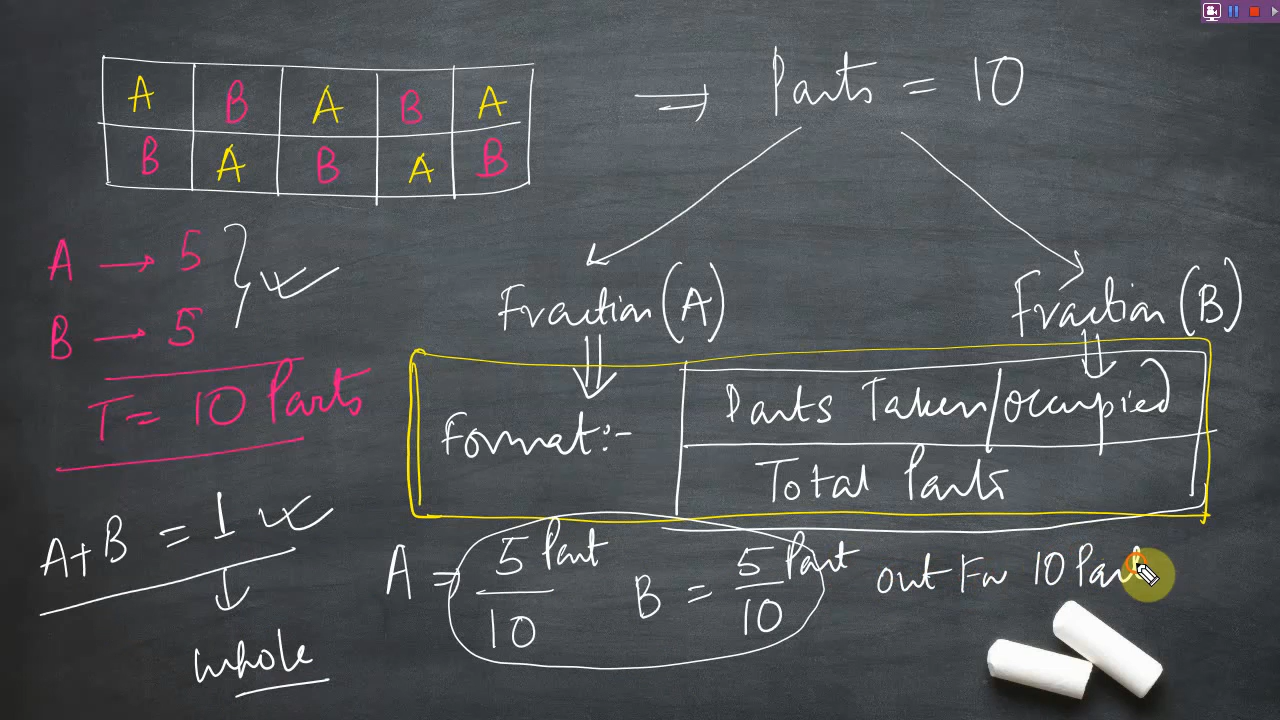 A B A B A
B A B A B
⇒ Parts = 10
A → 5
B → 5
T = 10 Parts
A+B = 1
↓
whole
Fraction (A)
Fraction (B)
Format:-
Parts Taken/occupied
Total Parts
A = 5 Part
10
B = 5 Part
10
out Fr 10 Part